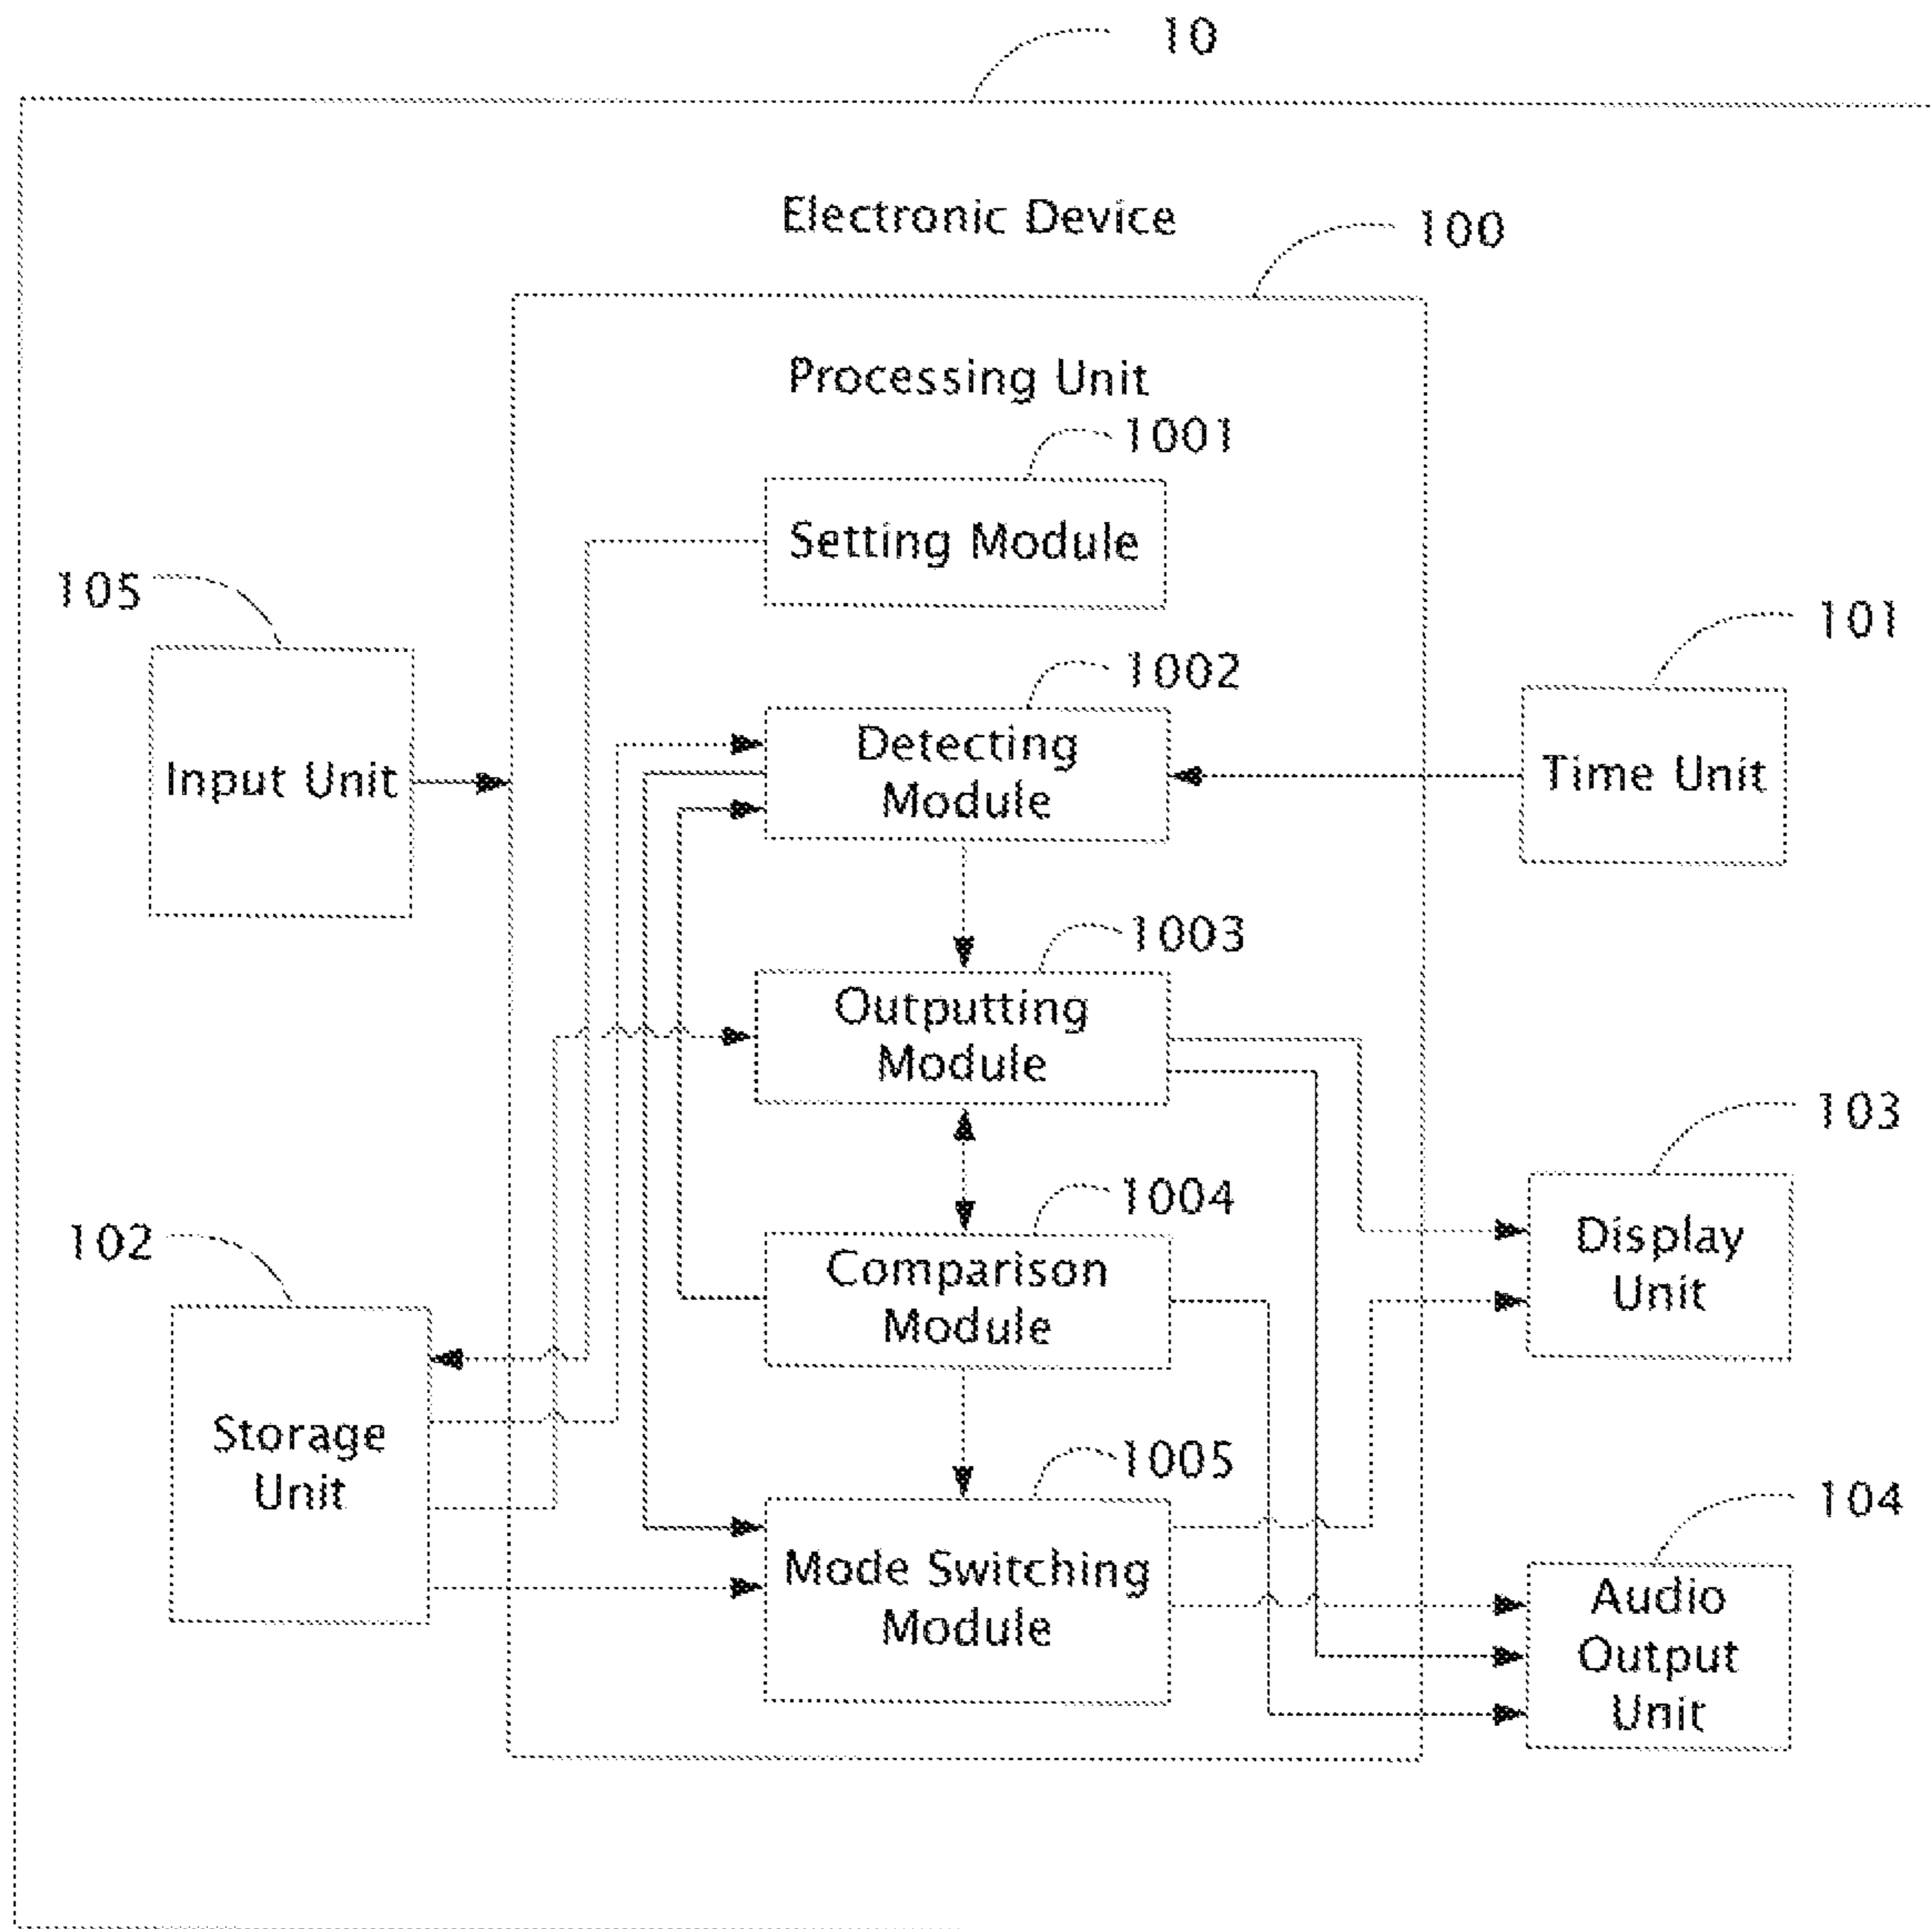 10
Electronic Device
100
Processing Unit
1001
Setting Module
105
101
1002
Input Unit
Detecting
Module
Time Unit
1003
Outputting
Module
103
1004
102
Display
Unit
Comparison
Module
Storage
Unit
1005
104
Mode Switching
Module
Audio
Output
Unit